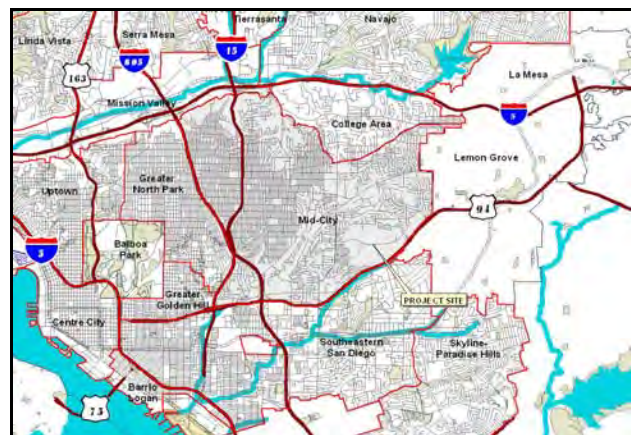 Tierrasanta
Navajo
Linda Vista
Serra Mesa
15
805
163
La Mesa
La Mesa
Mission Valley
8
College Area
Lemon Grove
Uptown
Greater
North Park
Mid-City
94
Balboa
Park
5
PROJECT SITE
Greater
Golden Hill
Centre City
Southeastern
San Diego
Skyline-
Paradise Hills
Barrio
Logan
75